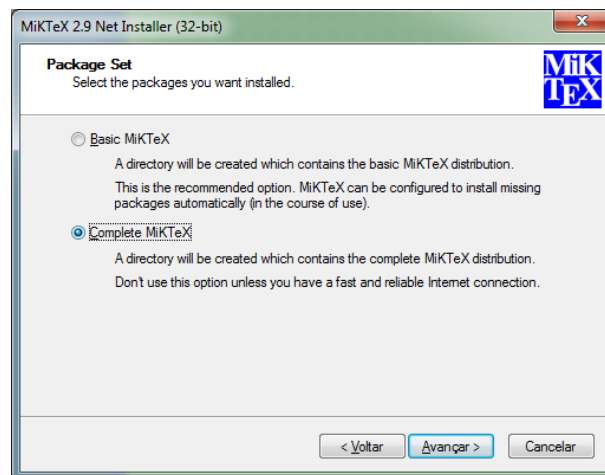 MiKTeX 2.9 Net Installer (32-bit)
Package Set
Select the packages you want installed.
MiK
TEX
Basic MiKTeX
A directory will be created which contains the basic MiKTeX distribution.
This is the recommended option. MiKTeX can be configured to install missing
packages automatically (in the course of use).
Complete MiKTeX
A directory will be created which contains the complete MiKTeX distribution.
Don't use this option unless you have a fast and reliable Internet connection.
< Voltar
Avançar >
Cancelar